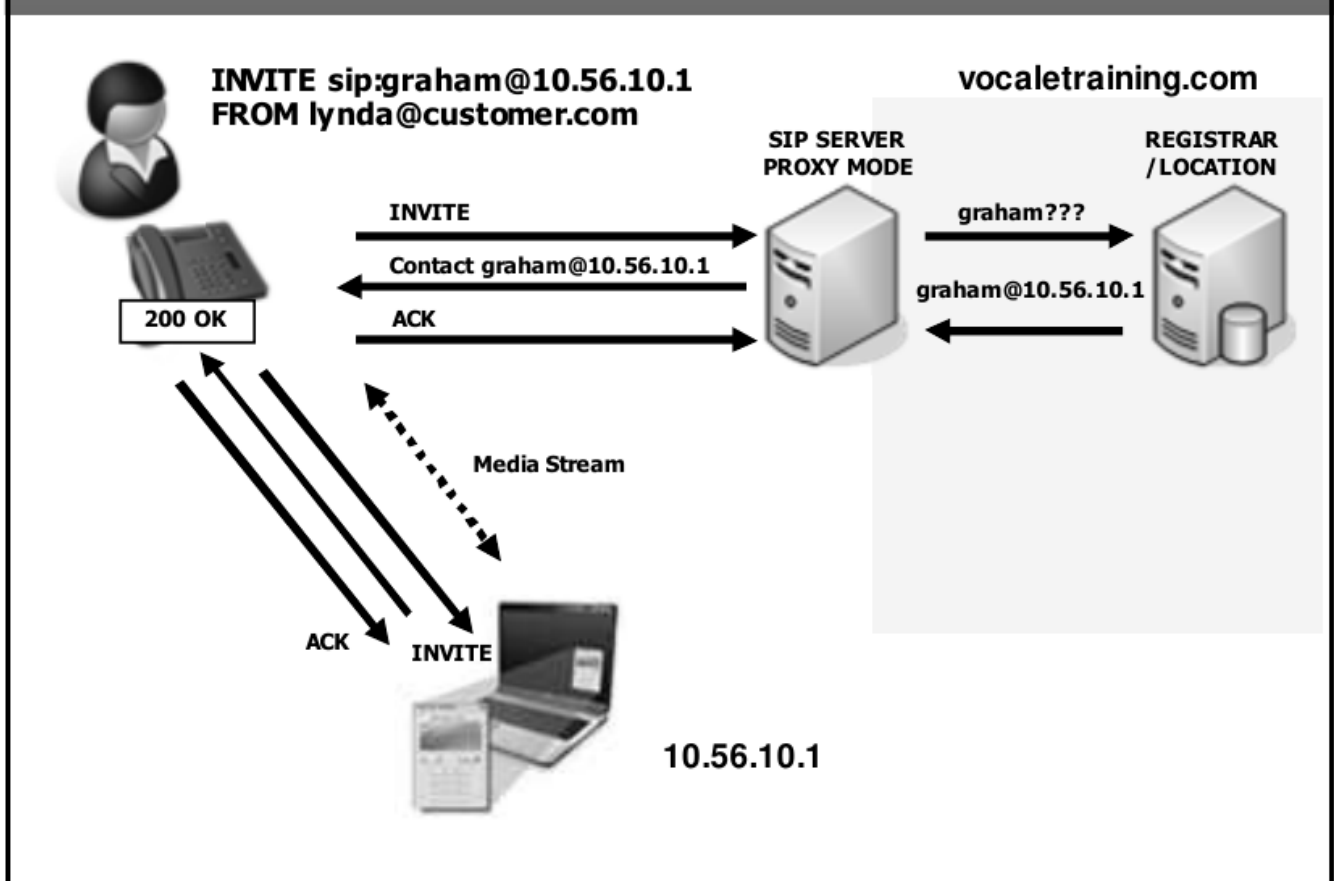 INVITE sip:graham@10.56.10.1
FROM lynda@customer.com
vocaletraining.com
SIP SERVER
PROXY MODE
REGISTRAR
/LOCATION
INVITE
graham???
Contact graham@10.56.10.1
graham@10.56.10.1
200 OK
ACK
Media Stream
ACK
INVITE
10.56.10.1